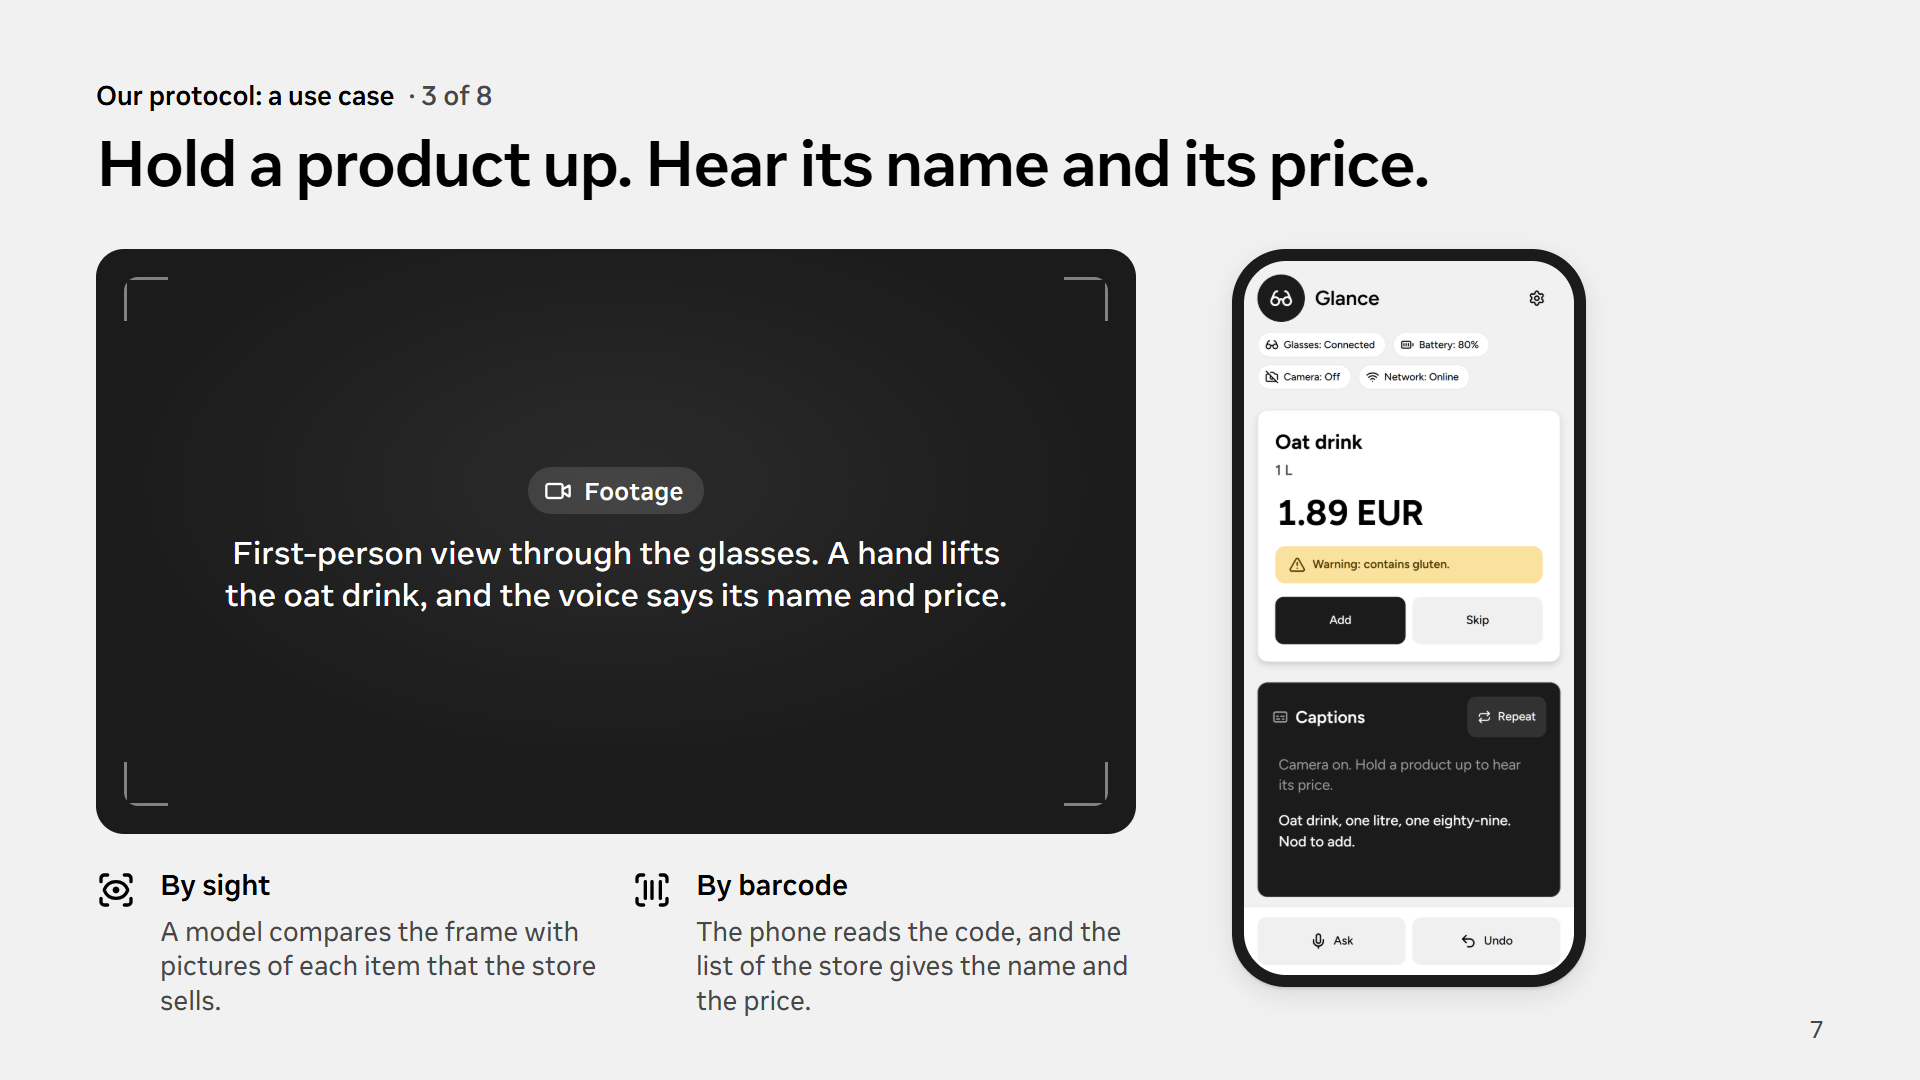 Our protocol: a use case · 3 of 8
Hold a product up. Hear its name and its price.
Footage
First-person view through the glasses. A hand lifts
the oat drink, and the voice says its name and price.
By sight
A model compares the frame with
pictures of each item that the store
sells.
By barcode
The phone reads the code, and the
list of the store gives the name and
the price.
Glance
Glasses: Connected
Battery: 80%
Camera: Off
Network: Online
Oat drink
1 L
1.89 EUR
Warning: contains gluten.
Add
Skip
Captions
Repeat
Camera on. Hold a product up to hear
its price.
Oat drink, one litre, one eighty-nine.
Nod to add.
Ask
Undo
7